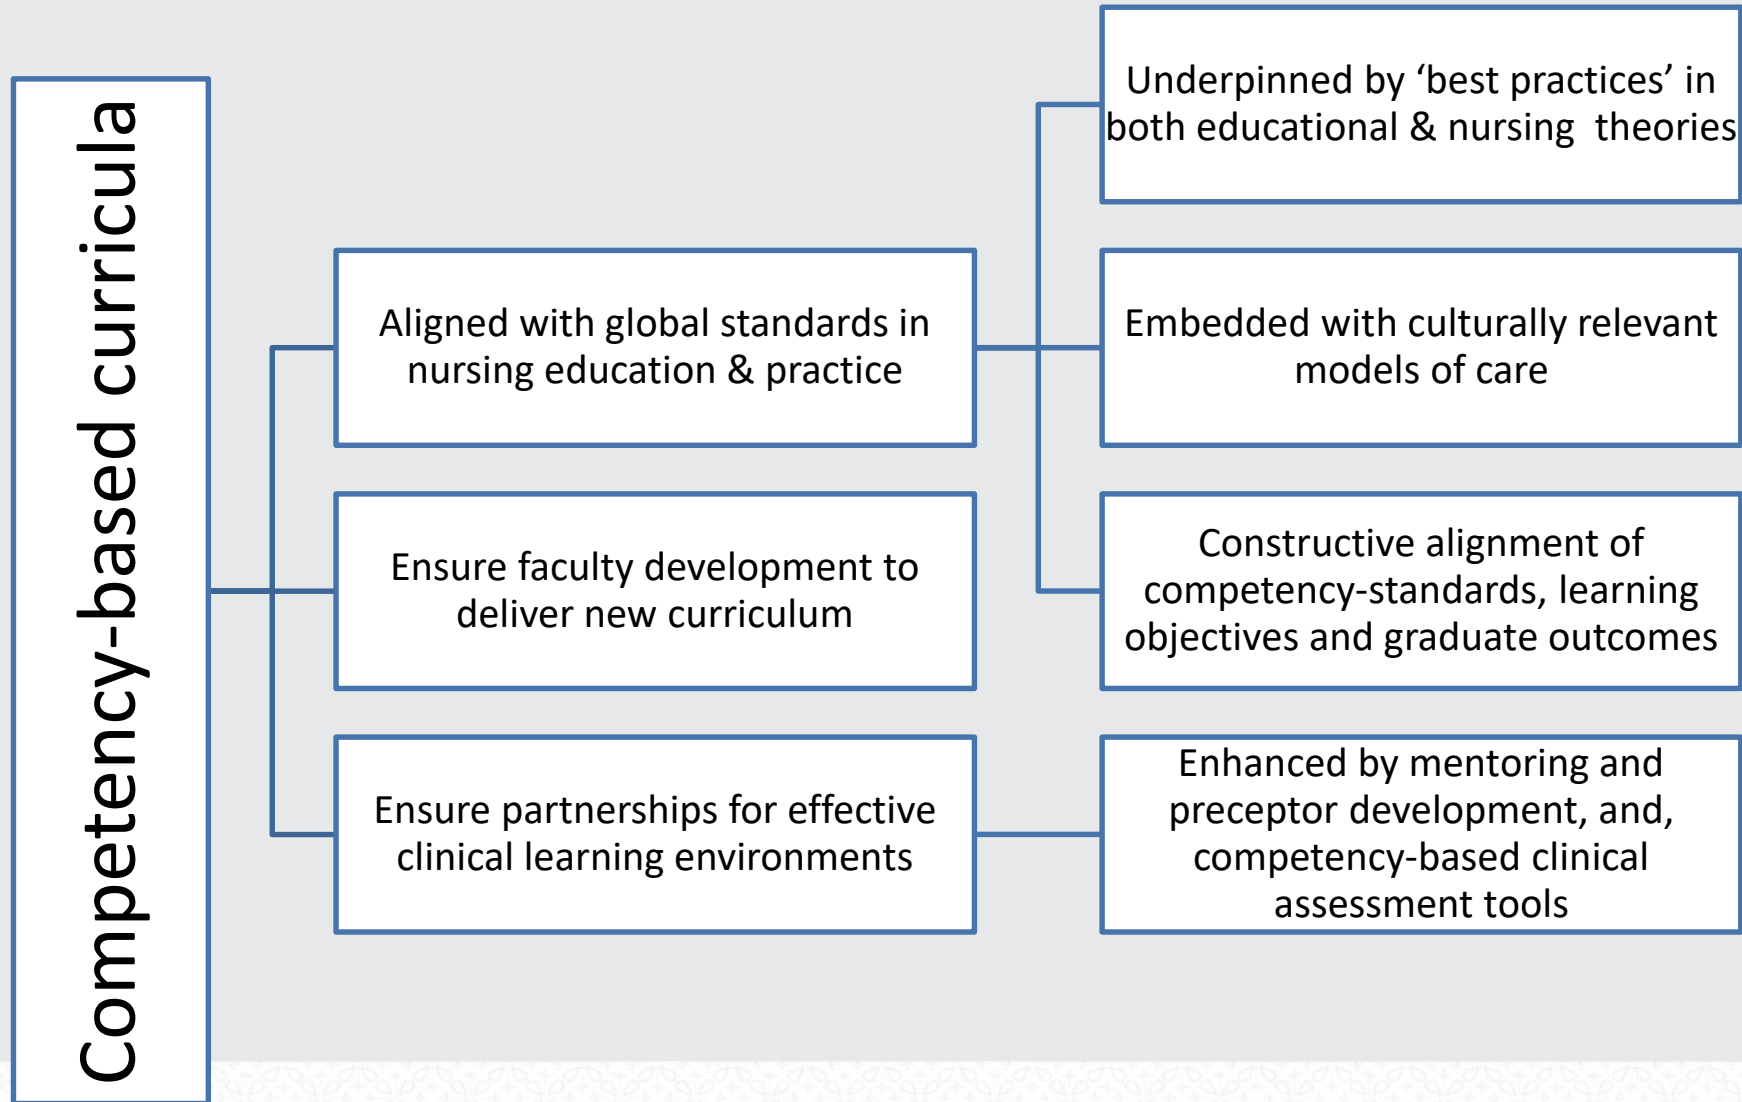 Competency-based curricula
Aligned with global standards in
nursing education & practice
Underpinned by ‘best practices’ in
both educational & nursing  theories
Embedded with culturally relevant
models of care
Constructive alignment of
competency-standards, learning
objectives and graduate outcomes
Ensure faculty development to
deliver new curriculum
Ensure partnerships for effective
clinical learning environments
Enhanced by mentoring and
preceptor development, and,
competency-based clinical
assessment tools